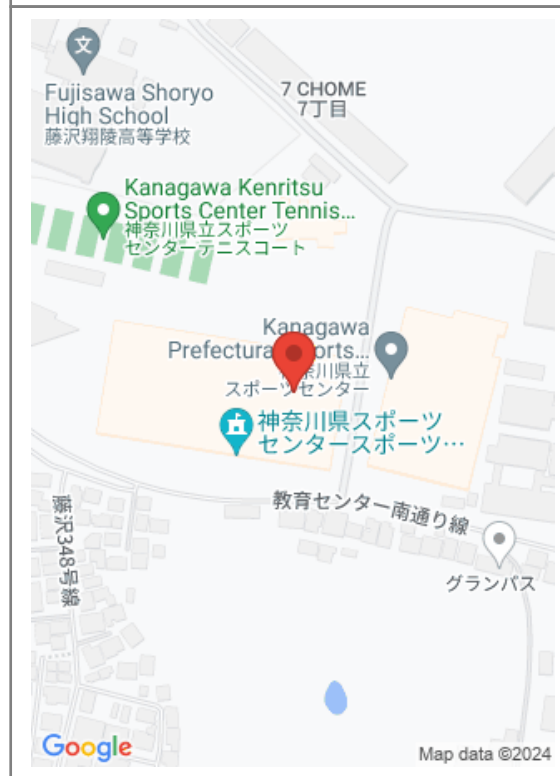 文
Fujisawa Shoryo
High School
藤沢翔陵高等学校
7 CHOME
7丁目
Kanagawa Kenritsu
Sports Center Tennis...
神奈川県立スポーツ
センターテニスコート
Kanagawa
Prefectura
orts...
奈川県立
スポーツセンター
神奈川県スポーツ
センタースポーツ…
教育センター南通り線
藤沢348号線
グランパス
Google
Map data ©2024